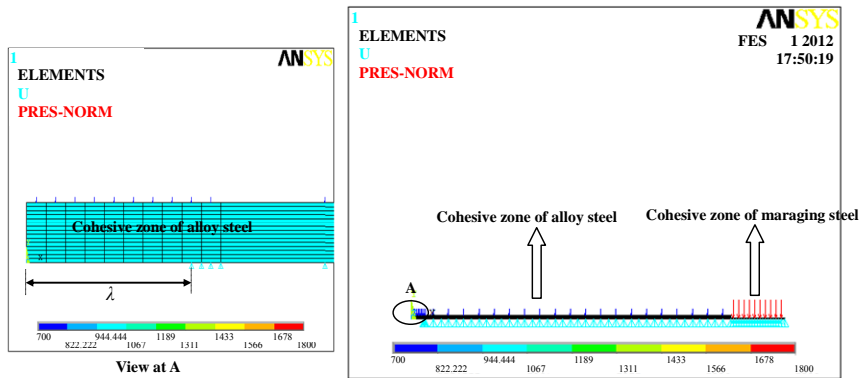 1
ANSYS
ELEMENTS
U
PRES-NORM
Cohesive zone of alloy steel
Y
X
λ
700
822.222
944.444
1067
1189
1311
1433
1566
1678
1800
View at A
1
ANSYS
ELEMENTS
FES 1 2012
U
17:50:19
PRES-NORM
Cohesive zone of alloy steel
Cohesive zone of maraging steel
A
700
822.222
944.444
1067
1189
1311
1433
1566
1678
1800